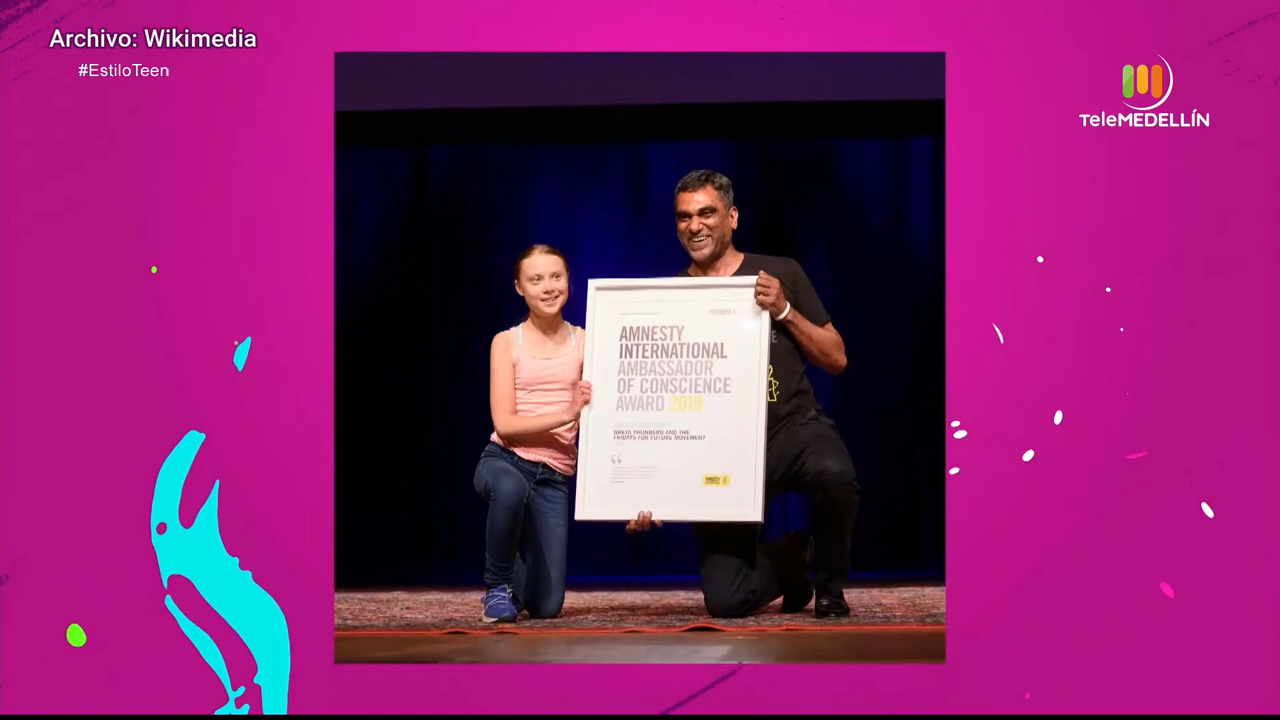 Archivo: Wikimedia
#EstiloTeen
TeleMEDELLÍN
AMNESTY
INTERNATIONAL
AMBASSADOR
OF CONSCIENCE
AWARD 2019
GRETA THUNBERG AND THE
FRIDAYS FOR FUTURE MOVEMENT